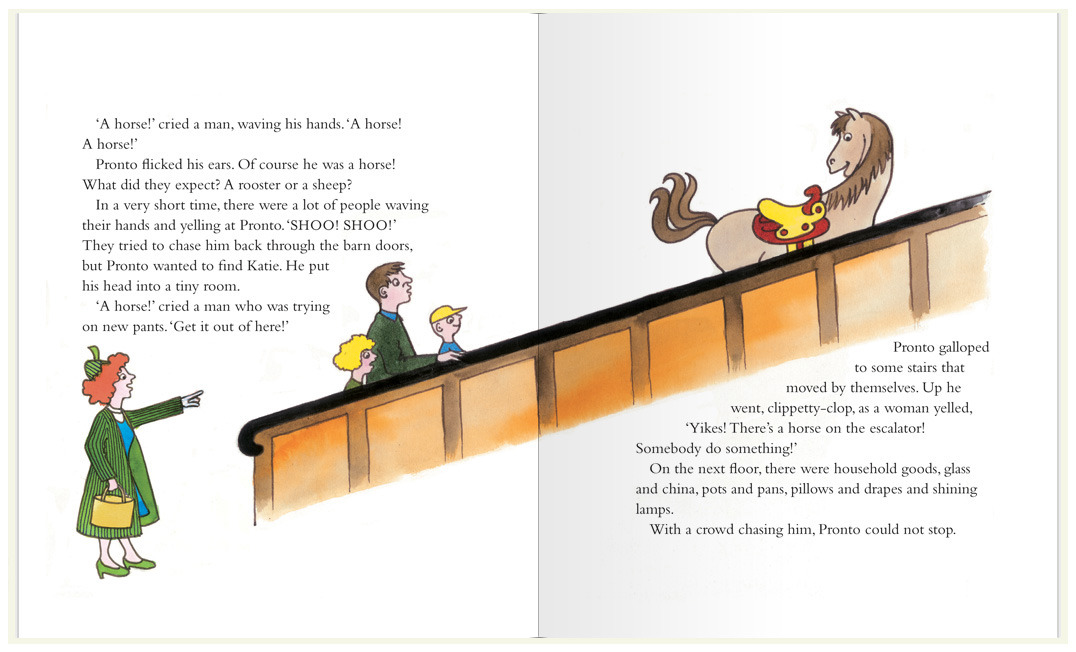 ‘A horse!’ cried a man, waving his hands. ‘A horse!
A horse!’
Pronto flicked his ears. Of course he was a horse!
What did they expect? A rooster or a sheep?
In a very short time, there were a lot of people waving
their hands and yelling at Pronto. ‘SHOO! SHOO!’
They tried to chase him back through the barn doors,
but Pronto wanted to find Katie. He put
his head into a tiny room.
‘A horse!’ cried a man who was trying
on new pants. ‘Get it out of here!’
Pronto galloped
to some stairs that
moved by themselves. Up he
went, clippetty-clop, as a woman yelled,
‘Yikes! There’s a horse on the escalator!
Somebody do something!’
On the next floor, there were household goods, glass
and china, pots and pans, pillows and drapes and shining
lamps.
With a crowd chasing him, Pronto could not stop.